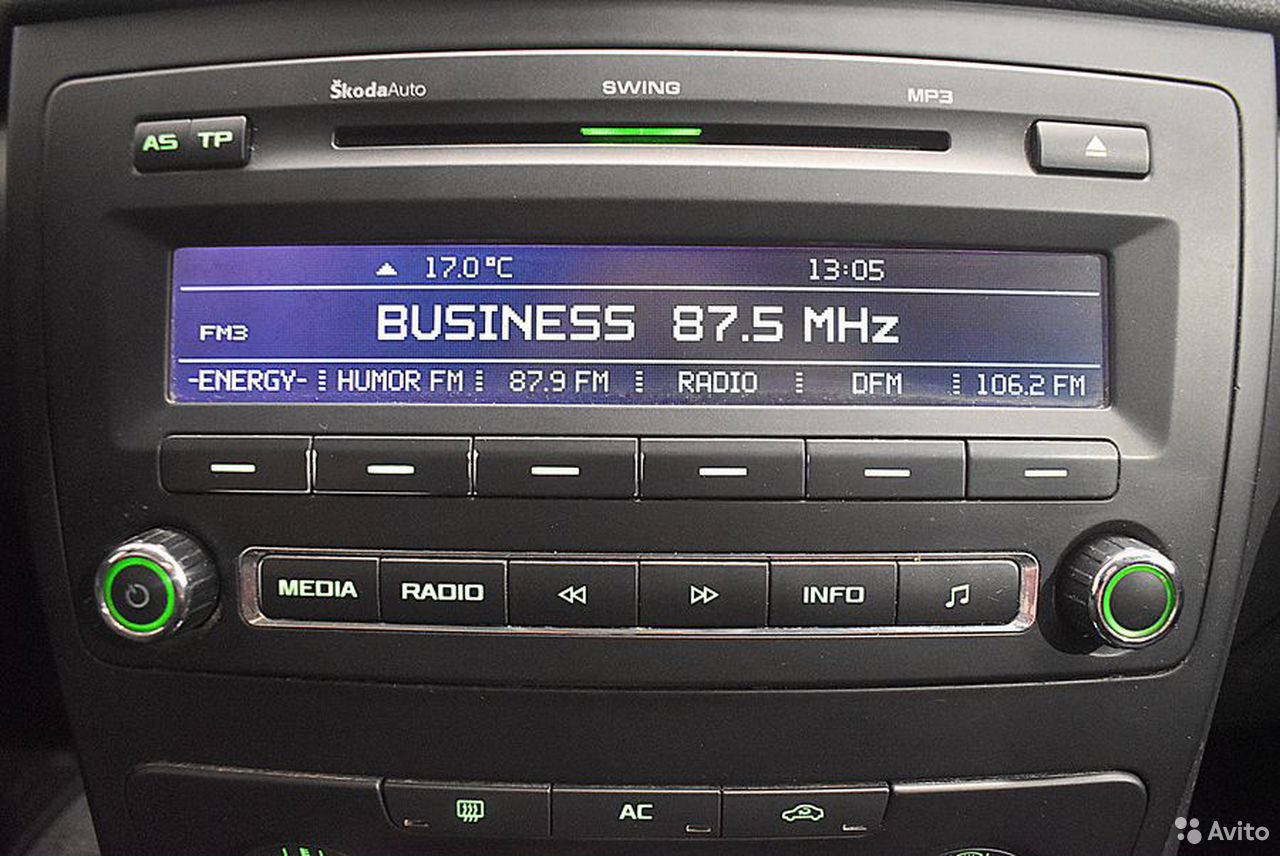 ŠkodaAuto SWING MP3
AS TP
17.0°C 13:05
FM3 BUSINESS 87.5 MHz
-ENERGY- HUMOR FM 87.9 FM RADIO DFM 106.2 FM
MEDIA RADIO INFO
AC
Avito